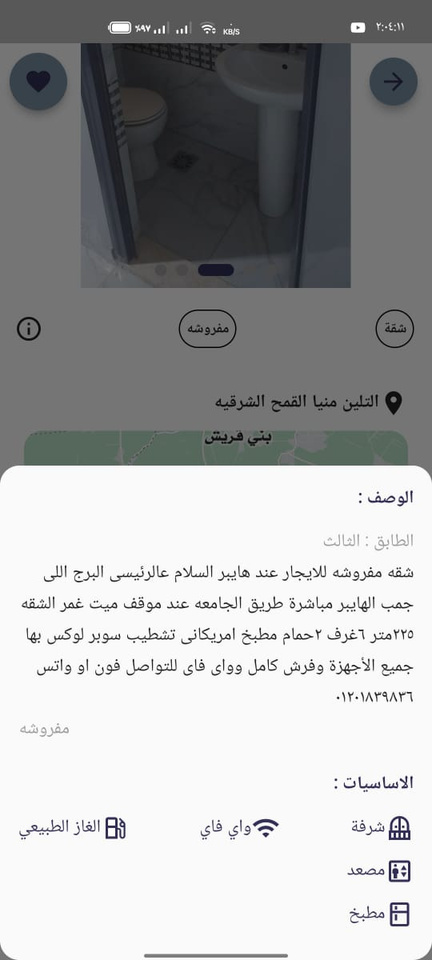 ٢:٠٤:١١
KB/S
%٩٧
شقة
مفروشه
التلين منيا القمح الشرقيه
بني قريش
الوصف :
الطابق : الثالث
شقه مفروشه للايجار عند هايبر السلام عالرئيسى البرج اللى
جمب الهايبر مباشرة طريق الجامعه عند موقف ميت غمر الشقه
٢٢٥متر ٦غرف ٢حمام مطبخ امريكانى تشطيب سوبر لوكس بها
جميع الأجهزة وفرش كامل وواى فاى للتواصل فون او واتس
٠١٢٠١٨٣٩٨٣٦
مفروشه
الاساسيات :
شرفة
واي فاي
الغاز الطبيعي
مصعد
مطبخ